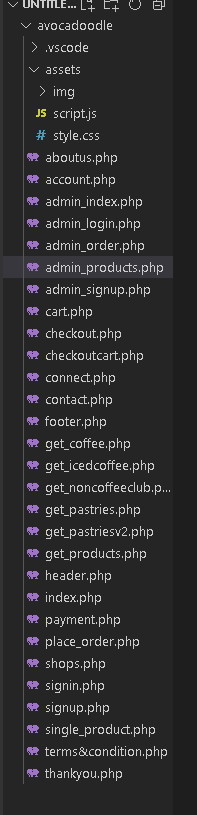 UNTITLE...
avocadoodle
.vscode
assets
img
JS script.js
# style.css
aboutus.php
account.php
admin_index.php
admin_login.php
admin_order.php
admin_products.php
admin_signup.php
cart.php
checkout.php
checkoutcart.php
connect.php
contact.php
footer.php
get_coffee.php
get_icedcoffee.php
get_noncoffeeclub.p...
get_pastries.php
get_pastriesv2.php
get_products.php
header.php
index.php
payment.php
place_order.php
shops.php
signin.php
signup.php
single_product.php
terms&condition.php
thankyou.php